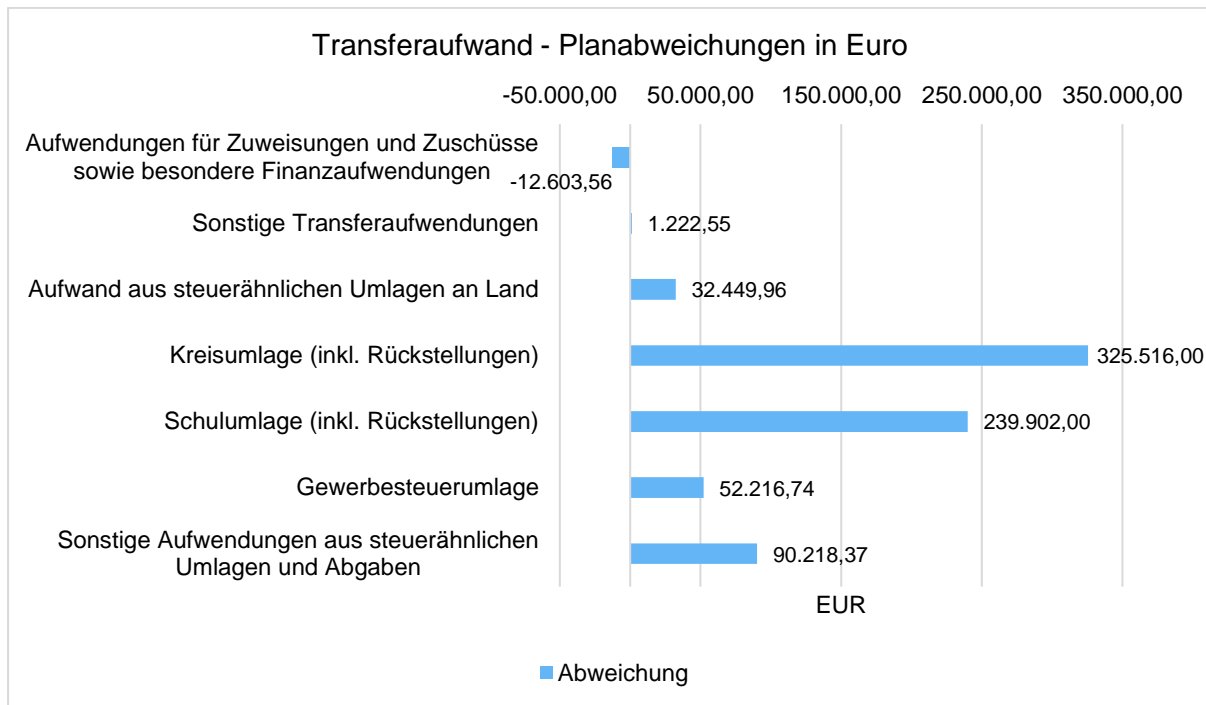 Transferaufwand - Planabweichungen in Euro
-50.000,00 50.000,00 150.000,00 250.000,00 350.000,00
Aufwendungen für Zuweisungen und Zuschüsse
sowie besondere Finanzaufwendungen
-12.603,56
Sonstige Transferaufwendungen
1.222,55
Aufwand aus steuerähnlichen Umlagen an Land
32.449,96
Kreisumlage (inkl. Rückstellungen)
325.516,00
Schulumlage (inkl. Rückstellungen)
239.902,00
Gewerbesteuerumlage
52.216,74
Sonstige Aufwendungen aus steuerähnlichen
Umlagen und Abgaben
90.218,37
EUR
Abweichung